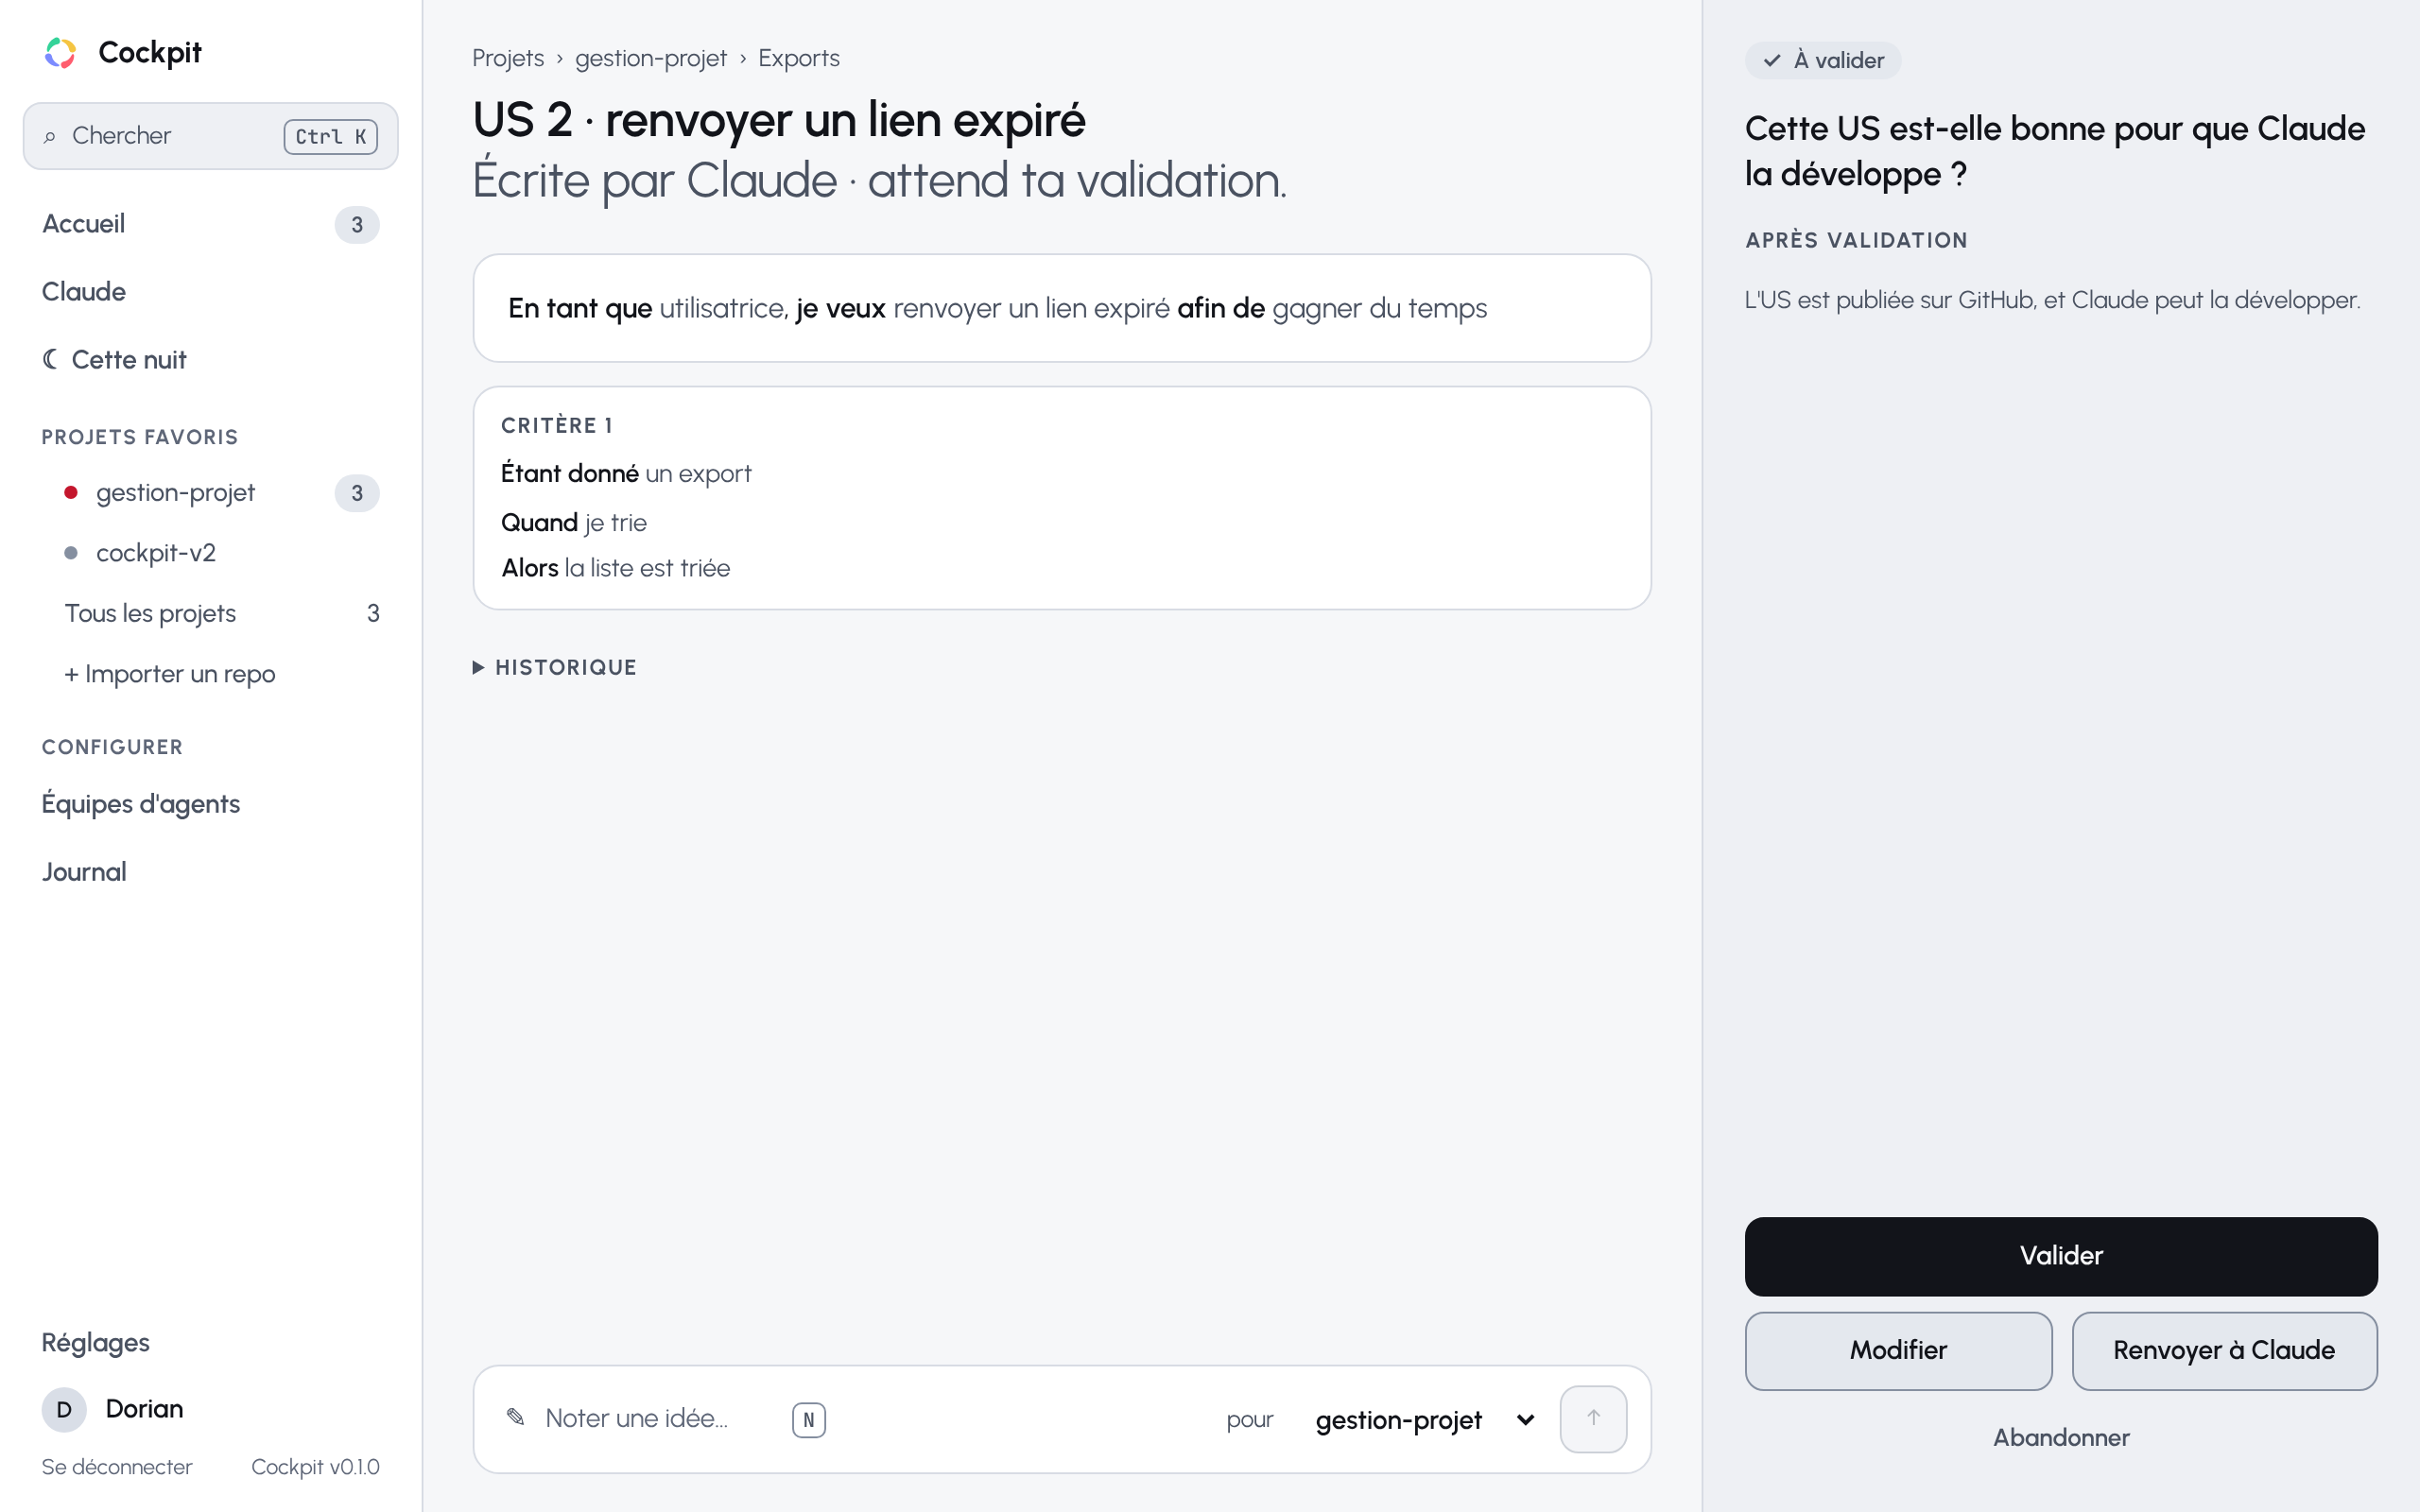 Cockpit
Chercher
Ctrl K
Accueil
3
Claude
Cette nuit
PROJETS FAVORIS
gestion-projet
3
cockpit-v2
Tous les projets
3
+ Importer un repo
CONFIGURER
Équipes d'agents
Journal
Réglages
D
Dorian
Se déconnecter
Cockpit v0.1.0
Projets › gestion-projet › Exports
US 2 · renvoyer un lien expiré
Écrite par Claude · attend ta validation.
En tant que utilisatrice, je veux renvoyer un lien expiré afin de gagner du temps
CRITÈRE 1
Étant donné un export
Quand je trie
Alors la liste est triée
HISTORIQUE
Noter une idée...
N
pour
gestion-projet
À valider
Cette US est-elle bonne pour que Claude
la développe ?
APRÈS VALIDATION
L'US est publiée sur GitHub, et Claude peut la développer.
Valider
Modifier
Renvoyer à Claude
Abandonner